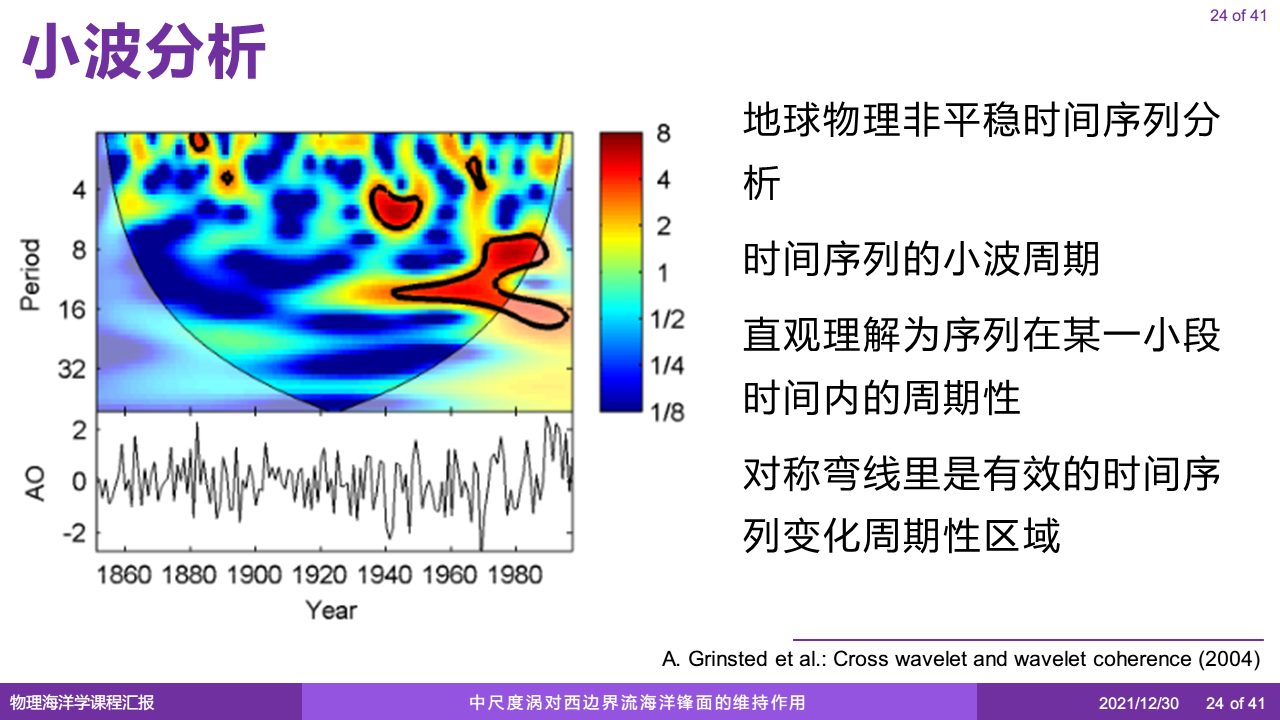 24 of 41
小波分析
地球物理非平稳时间序列分
析
时间序列的小波周期
直观理解为序列在某一小段
时间内的周期性
对称弯线里是有效的时间序
列变化周期性区域
Period
4
8
16
32
8
4
2
1
1/2
1/4
1/8
AO
2
0
-2
1860 1880 1900 1920 1940 1960 1980
Year
A. Grinsted et al.: Cross wavelet and wavelet coherence (2004)
物理海洋学课程汇报
中尺度涡对西边界流海洋锋面的维持作用
2021/12/30 24 of 41